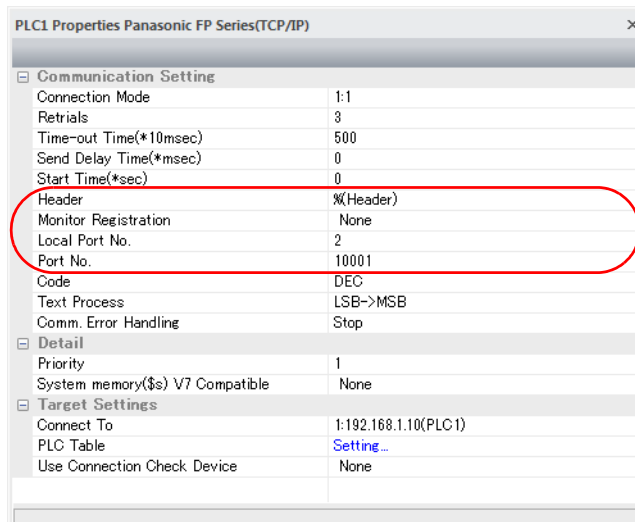 PLC1 Properties Panasonic FP Series(TCP/IP) ×
Communication Setting
Connection Mode 1:1
Retrials 3
Time-out Time(*10msec) 500
Send Delay Time(*msec) 0
Start Time(*sec) 0
Header %(Header)
Monitor Registration None
Local Port No. 2
Port No. 10001
Code DEC
Text Process LSB->MSB
Comm. Error Handling Stop
Detail
Priority 1
System memory($s) V7 Compatible None
Target Settings
Connect To 1:192.168.1.10(PLC1)
PLC Table Setting...
Use Connection Check Device None